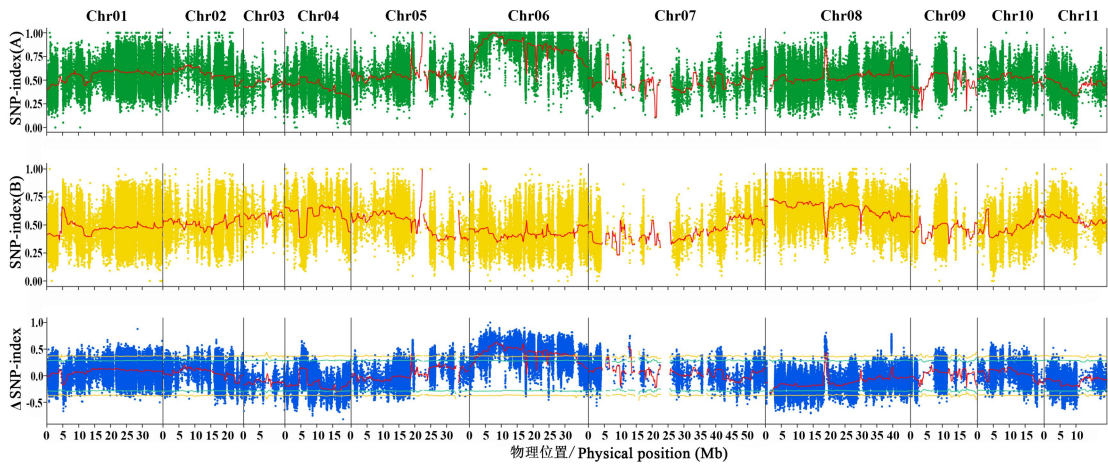 Chr01 Chr02 Chr03 Chr04 Chr05 Chr06 Chr07 Chr08 Chr09 Chr10 Chr11
SNP-index(A)
1.00
0.75
0.50
0.25
0.00
SNP-index(B)
1.00
0.75
0.50
0.25
0.00
Δ SNP-index
1.0
0.5
0.0
-0.5
0 5 10 15 20 25 30 0 5 10 15 20 0 5 0 5 10 15 20 0 5 10 15 20 25 30 0 5 10 15 20 25 30 0 5 10 15 20 25 30 35 40 45 50 0 5 10 15 20 25 30 35 40 0 5 10 15 0 5 10 15 0 5 10
物理位置/Physical position (Mb)